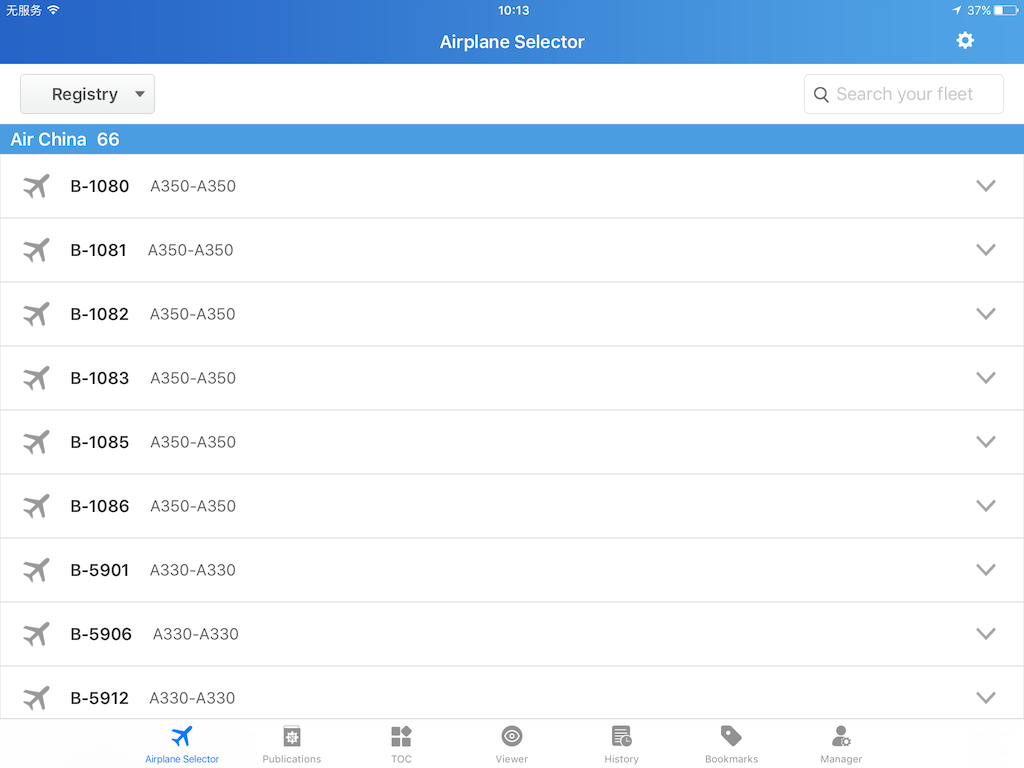 无服务 10:13 37%
Airplane Selector
Registry Search your fleet
Air China 66
B-1080 A350-A350
B-1081 A350-A350
B-1082 A350-A350
B-1083 A350-A350
B-1085 A350-A350
B-1086 A350-A350
B-5901 A330-A330
B-5906 A330-A330
B-5912 A330-A330
Airplane Selector Publications TOC Viewer History Bookmarks Manager